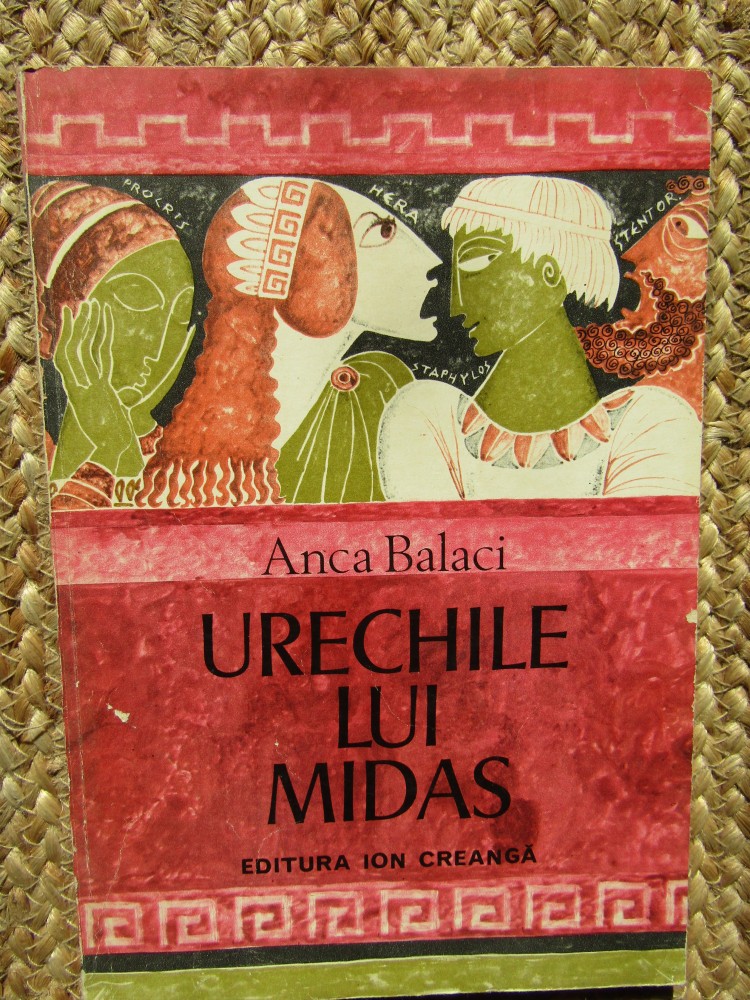 PROCRIS
HERA
STAPHYLOS
STENTOR
Anca Balaci
URECHILE
LUI
MIDAS
EDITURA ION CREANGĂ